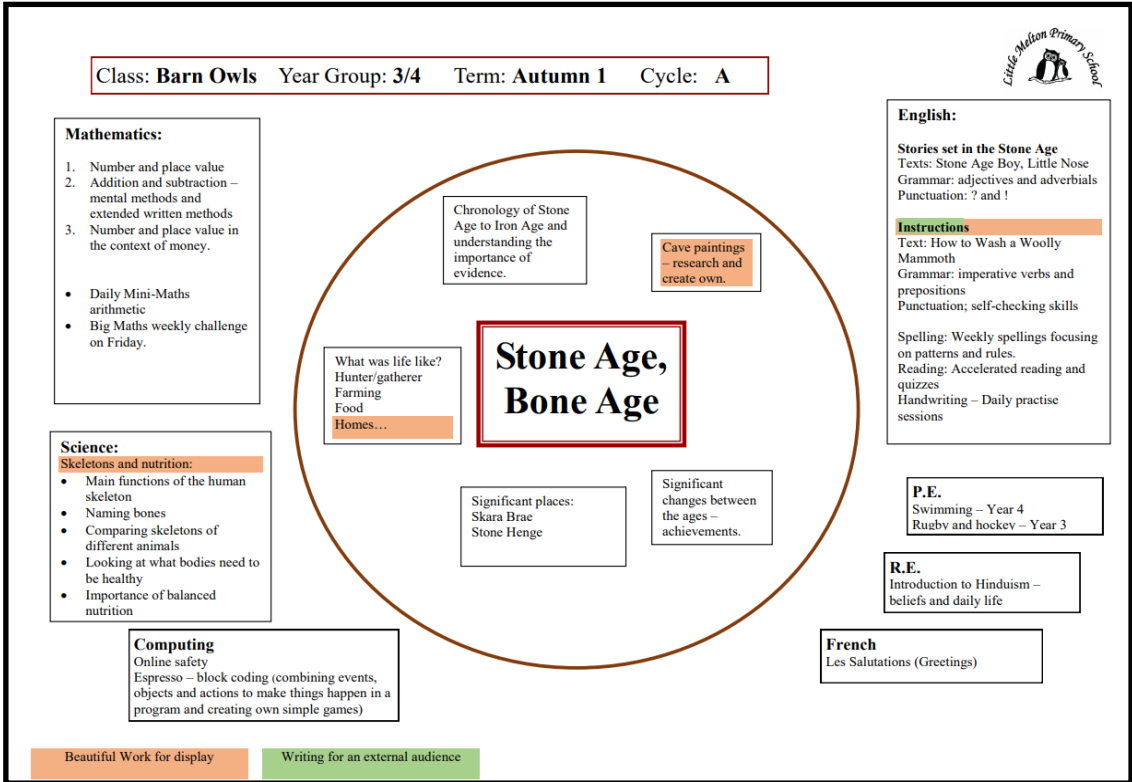 Little Melton Primary School
Class: Barn Owls Year Group: 3/4 Term: Autumn 1 Cycle: A
Mathematics:
1. Number and place value
2. Addition and subtraction –
mental methods and
extended written methods
3. Number and place value in
the context of money.
• Daily Mini-Maths
arithmetic
• Big Maths weekly challenge
on Friday.
Science:
Skeletons and nutrition:
• Main functions of the human
skeleton
• Naming bones
• Comparing skeletons of
different animals
• Looking at what bodies need to
be healthy
• Importance of balanced
nutrition
Computing
Online safety
Espresso – block coding (combining events,
objects and actions to make things happen in a
program and creating own simple games)
Chronology of Stone
Age to Iron Age and
understanding the
importance of
evidence.
Cave paintings
– research and
create own.
What was life like?
Hunter/gatherer
Farming
Food
Homes…
Stone Age,
Bone Age
Significant places:
Skara Brae
Stone Henge
Significant
changes between
the ages –
achievements.
English:
Stories set in the Stone Age
Texts: Stone Age Boy, Little Nose
Grammar: adjectives and adverbials
Punctuation: ? and !
Instructions
Text: How to Wash a Woolly
Mammoth
Grammar: imperative verbs and
prepositions
Punctuation; self-checking skills
Spelling: Weekly spellings focusing
on patterns and rules.
Reading: Accelerated reading and
quizzes
Handwriting – Daily practise
sessions
P.E.
Swimming – Year 4
Rugby and hockey – Year 3
R.E.
Introduction to Hinduism –
beliefs and daily life
French
Les Salutations (Greetings)
Beautiful Work for display
Writing for an external audience